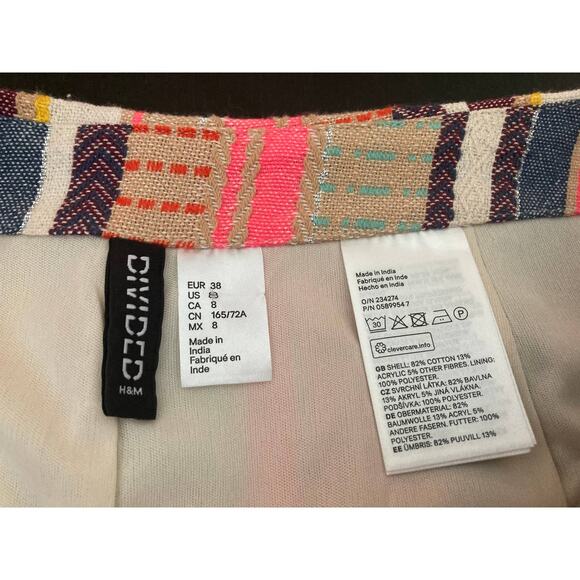 DIVIDED
H&M
EUR 38
US 8
CA 8
CN 165/72A
MX 8
Made in
India
Fabriqué en
Inde
Made in India
Fabriqué en Inde
Hecho en India
O/N 234274
P/N 0589954 7
30
P
clevercare.info
GB SHELL: 82% COTTON 13%
ACRYLIC 5% OTHER FIBRES. LINING:
100% POLYESTER.
CZ SVRCHNÍ LÁTKA: 82% BAVLNA
13% AKRYL 5% JINÁ VLÁKNA.
PODŠÍVKA: 100% POLYESTER.
DE OBERMATERIAL: 82%
BAUMWOLLE 13% ACRYL 5%
ANDERE FASERN. FUTTER: 100%
POLYESTER.
EE ÜMBRIS: 82% PUUVILL 13%